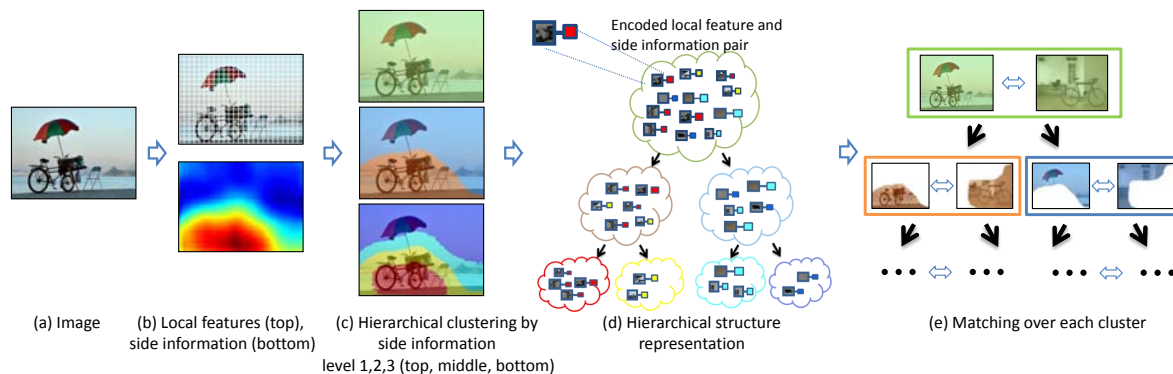 Encoded local feature and
side information pair
(a) Image
(b) Local features (top),
side information (bottom)
(c) Hierarchical clustering by
side information
level 1,2,3 (top, middle, bottom)
(d) Hierarchical structure
representation
(e) Matching over each cluster